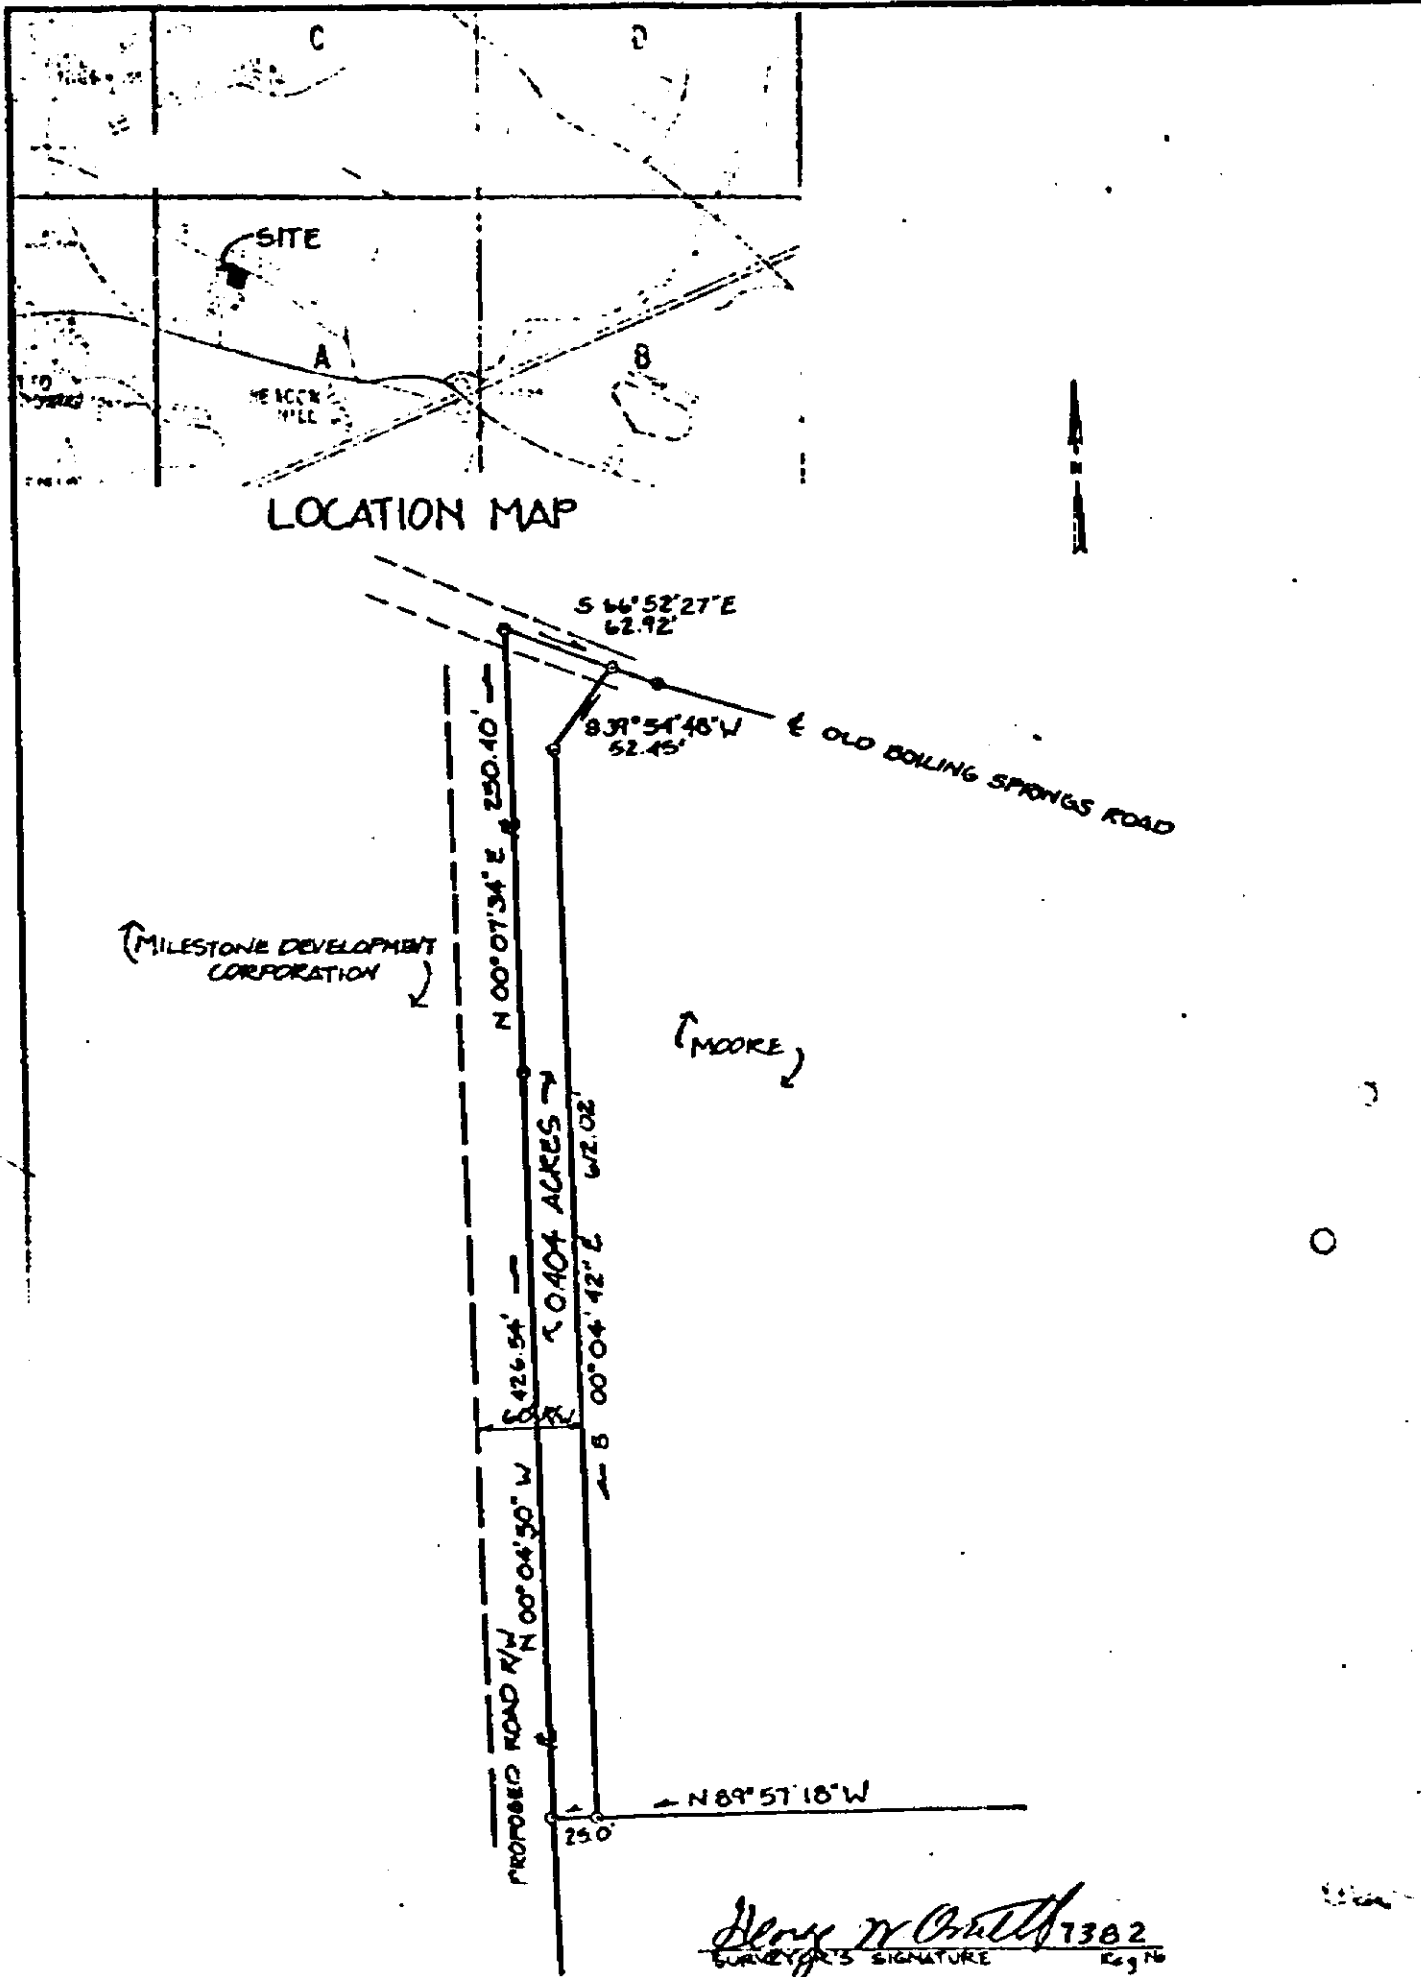 C
D
SITE
A
B
BEACON
HILL
LOCATION MAP
N
S 66°52'27"E
62.92'
S 39°54'48"W
52.45'
℄ OLD BOILING SPRINGS ROAD
N 00°07'34" E 250.40'
MILESTONE DEVELOPMENT
CORPORATION
MOORE
0.404 ACRES
612.02'
S 00°04'42" E
426.54'
60' R/W
N 00°04'50" W
PROPOSED ROAD R/W
N 89°57'18"W
25.0'
7382
SURVEYOR'S SIGNATURE Reg No